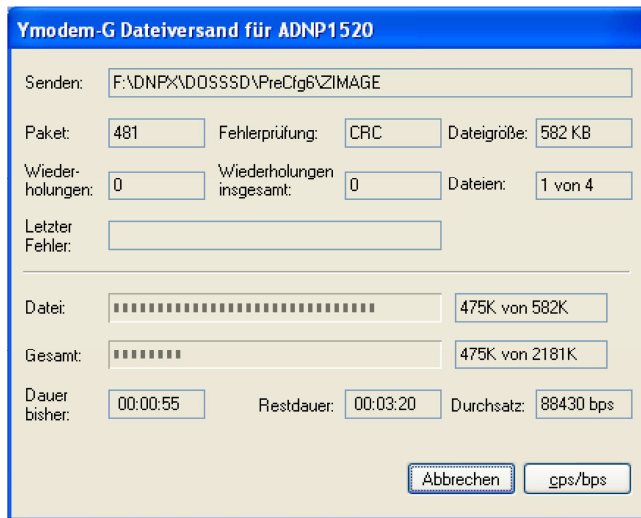 Ymodem-G Dateiversand für ADNP1520
Senden: F:\DNPX\DOSSSD\PreCfg6\ZIMAGE
Paket: 481 Fehlerprüfung: CRC Dateigröße: 582 KB
Wieder-
holungen: 0 Wiederholungen
insgesamt: 0 Dateien: 1 von 4
Letzter
Fehler:
Datei: 475K von 582K
Gesamt: 475K von 2181K
Dauer
bisher: 00:00:55 Restdauer: 00:03:20 Durchsatz: 88430 bps
Abbrechen cps/bps